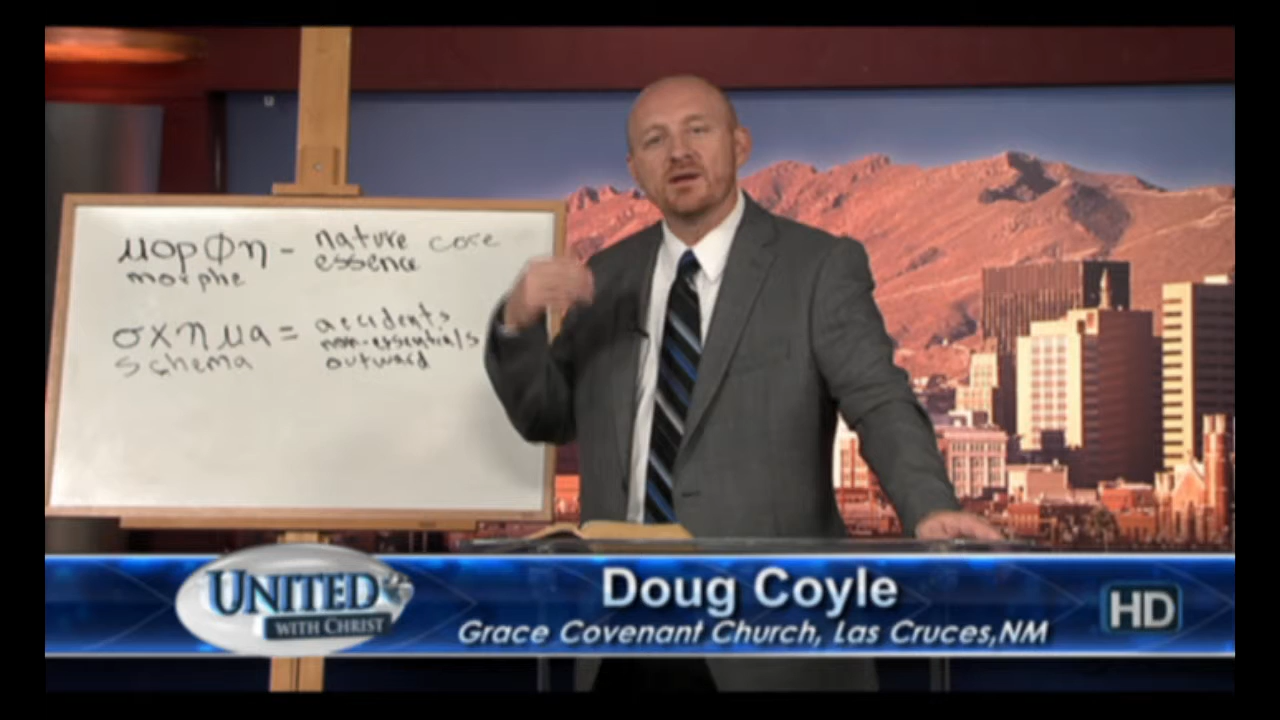 μορφη - nature core
essence
morphe
σχημα = accidents
non-essentials
schema outward
UNITED
WITH CHRIST
Doug Coyle
Grace Covenant Church, Las Cruces,NM
HD